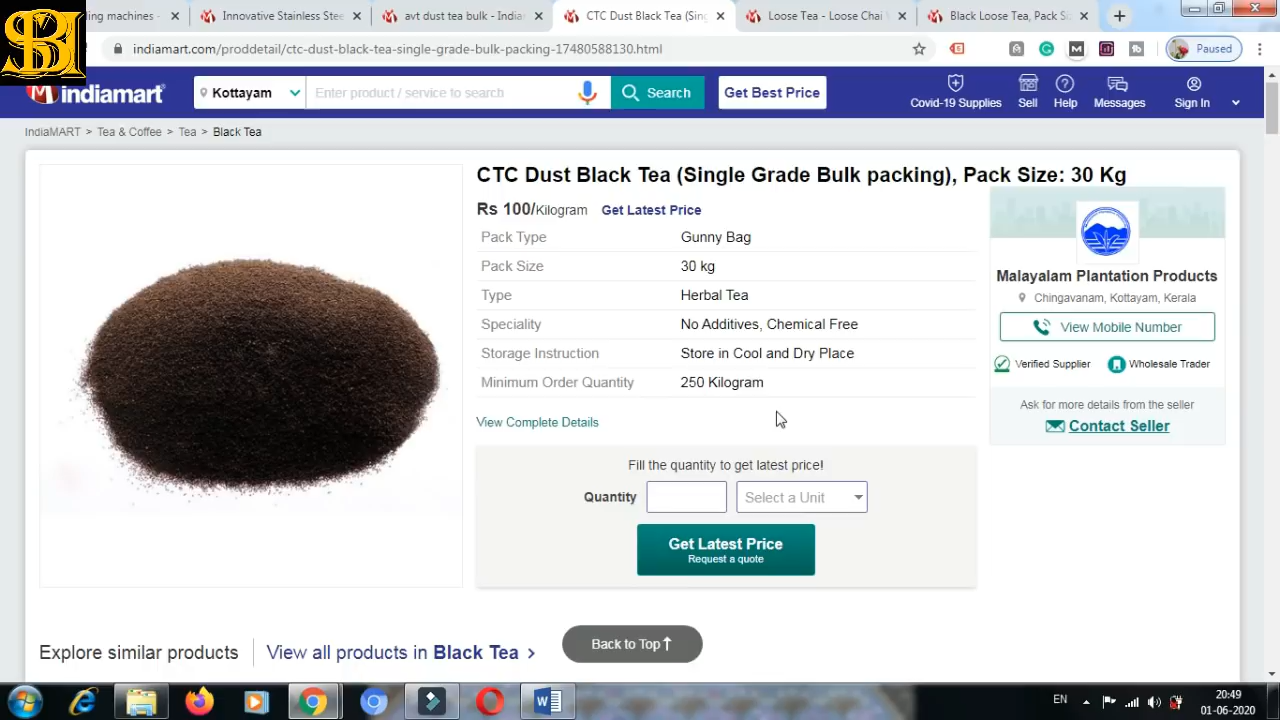 ling machines -
Innovative Stainless Stee
avt dust tea bulk - Indian
CTC Dust Black Tea (Sing
Loose Tea - Loose Chai W
Black Loose Tea, Pack Siz
SBI
indiamart.com/proddetail/ctc-dust-black-tea-single-grade-bulk-packing-17480588130.html
Paused
indiamart
Kottayam
Enter product / service to search
Search
Get Best Price
Covid-19 Supplies
Sell
Help
Messages
Sign In
IndiaMART > Tea & Coffee > Tea > Black Tea
CTC Dust Black Tea (Single Grade Bulk packing), Pack Size: 30 Kg
Rs 100/Kilogram Get Latest Price
Pack Type Gunny Bag
Pack Size 30 kg
Type Herbal Tea
Speciality No Additives, Chemical Free
Storage Instruction Store in Cool and Dry Place
Minimum Order Quantity 250 Kilogram
View Complete Details
Fill the quantity to get latest price!
Quantity Select a Unit
Get Latest Price
Request a quote
Malayalam Plantation Products
Chingavanam, Kottayam, Kerala
View Mobile Number
Verified Supplier Wholesale Trader
Ask for more details from the seller
Contact Seller
Explore similar products
View all products in Black Tea >
Back to Top
EN
20:49
01-06-2020